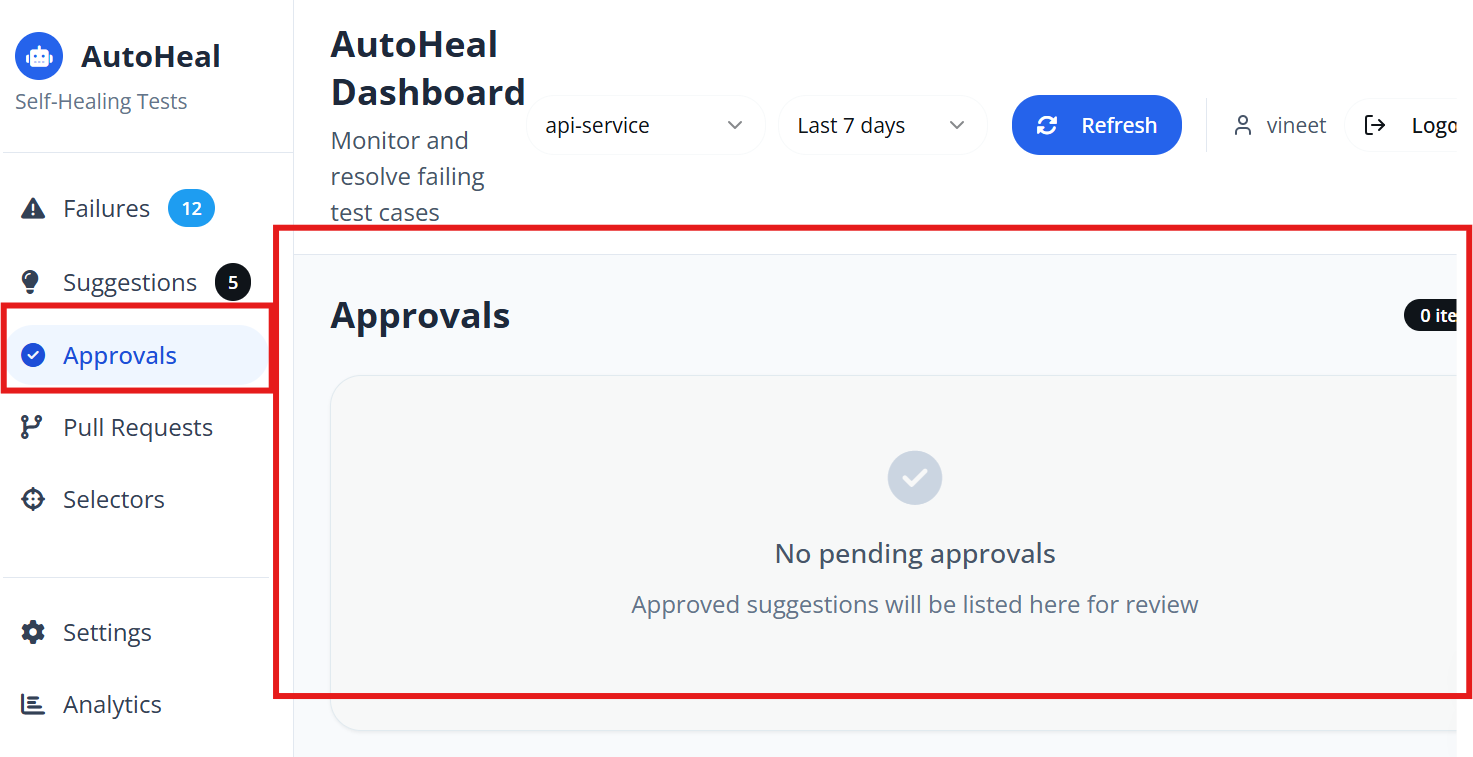 AutoHeal
Self-Healing Tests
Failures 12
Suggestions 5
Approvals
Pull Requests
Selectors
Settings
Analytics
AutoHeal
Dashboard
Monitor and
resolve failing
test cases
api-service
Last 7 days
Refresh
vineet
Logo
Approvals
0 ite
No pending approvals
Approved suggestions will be listed here for review